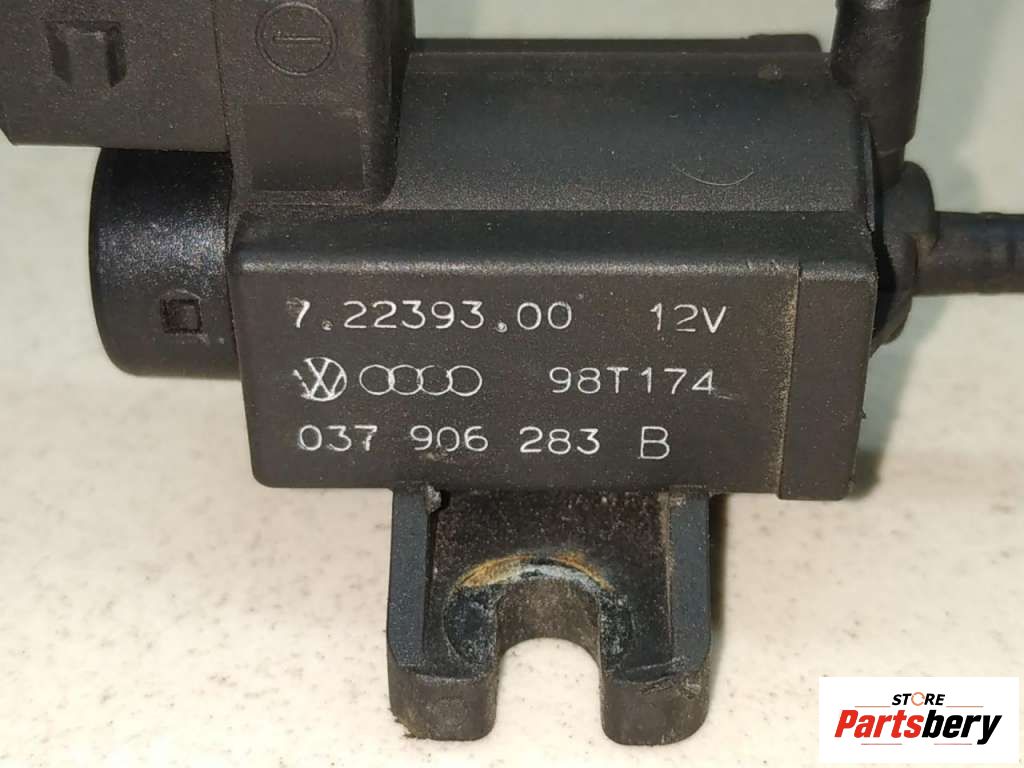 7.22393.00 12V
98T174
037 906 283 B
STORE
Partsbery